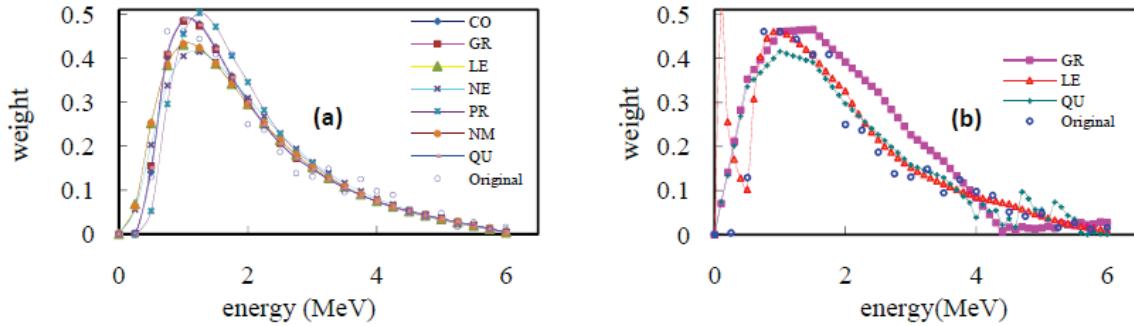 0.5
0.4
0.3
0.2
0.1
0
weight
0 2 4 6
energy (MeV)
(a)
CO
GR
LE
NE
PR
NM
QU
Original
0.5
0.4
0.3
0.2
0.1
0
weight
0 2 4 6
energy(MeV)
(b)
GR
LE
QU
Original